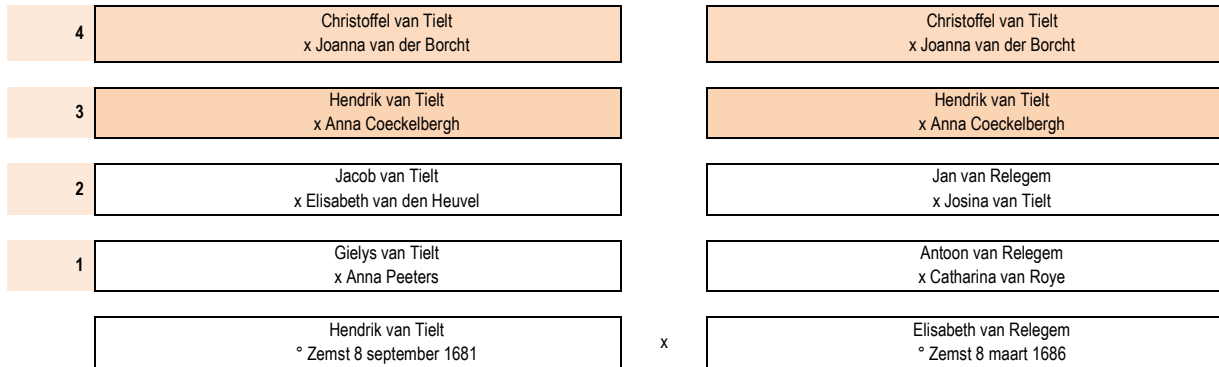 4
Christoffel van Tielt
x Joanna van der Borcht
Christoffel van Tielt
x Joanna van der Borcht
3
Hendrik van Tielt
x Anna Coeckelbergh
Hendrik van Tielt
x Anna Coeckelbergh
2
Jacob van Tielt
x Elisabeth van den Heuvel
Jan van Relegem
x Josina van Tielt
1
Gielys van Tielt
x Anna Peeters
Antoon van Relegem
x Catharina van Roye
Hendrik van Tielt
° Zemst 8 september 1681
x
Elisabeth van Relegem
° Zemst 8 maart 1686